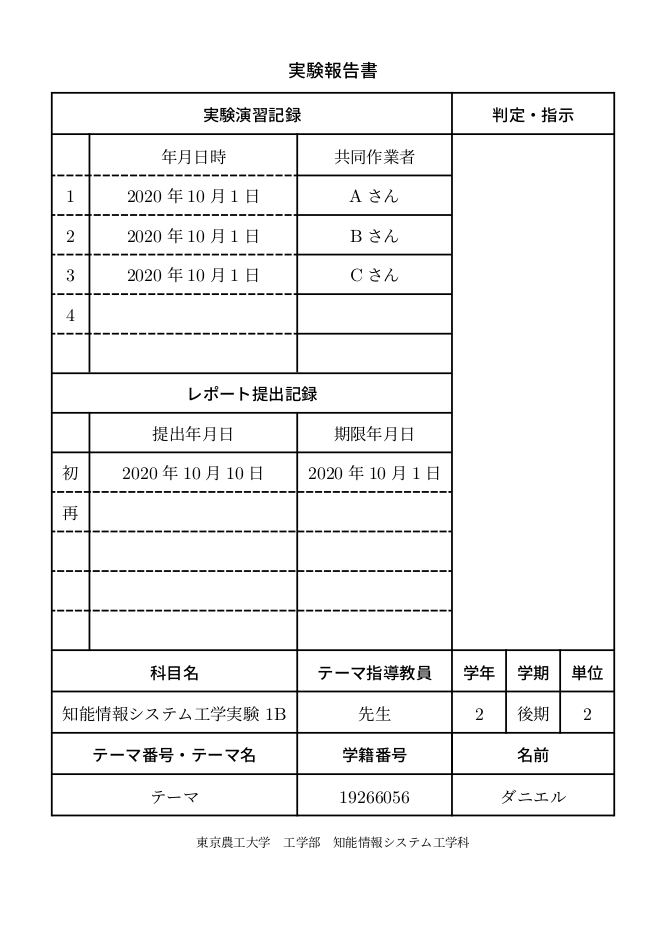 実験報告書
実験演習記録 判定・指示
年月日時 共同作業者
1 2020 年 10 月 1 日 A さん
2 2020 年 10 月 1 日 B さん
3 2020 年 10 月 1 日 C さん
4
レポート提出記録
提出年月日 期限年月日
初 2020 年 10 月 10 日 2020 年 10 月 1 日
再
科目名 テーマ指導教員 学年 学期 単位
知能情報システム工学実験 1B 先生 2 後期 2
テーマ番号・テーマ名 学籍番号 名前
テーマ 19266056 ダニエル
東京農工大学 工学部 知能情報システム工学科